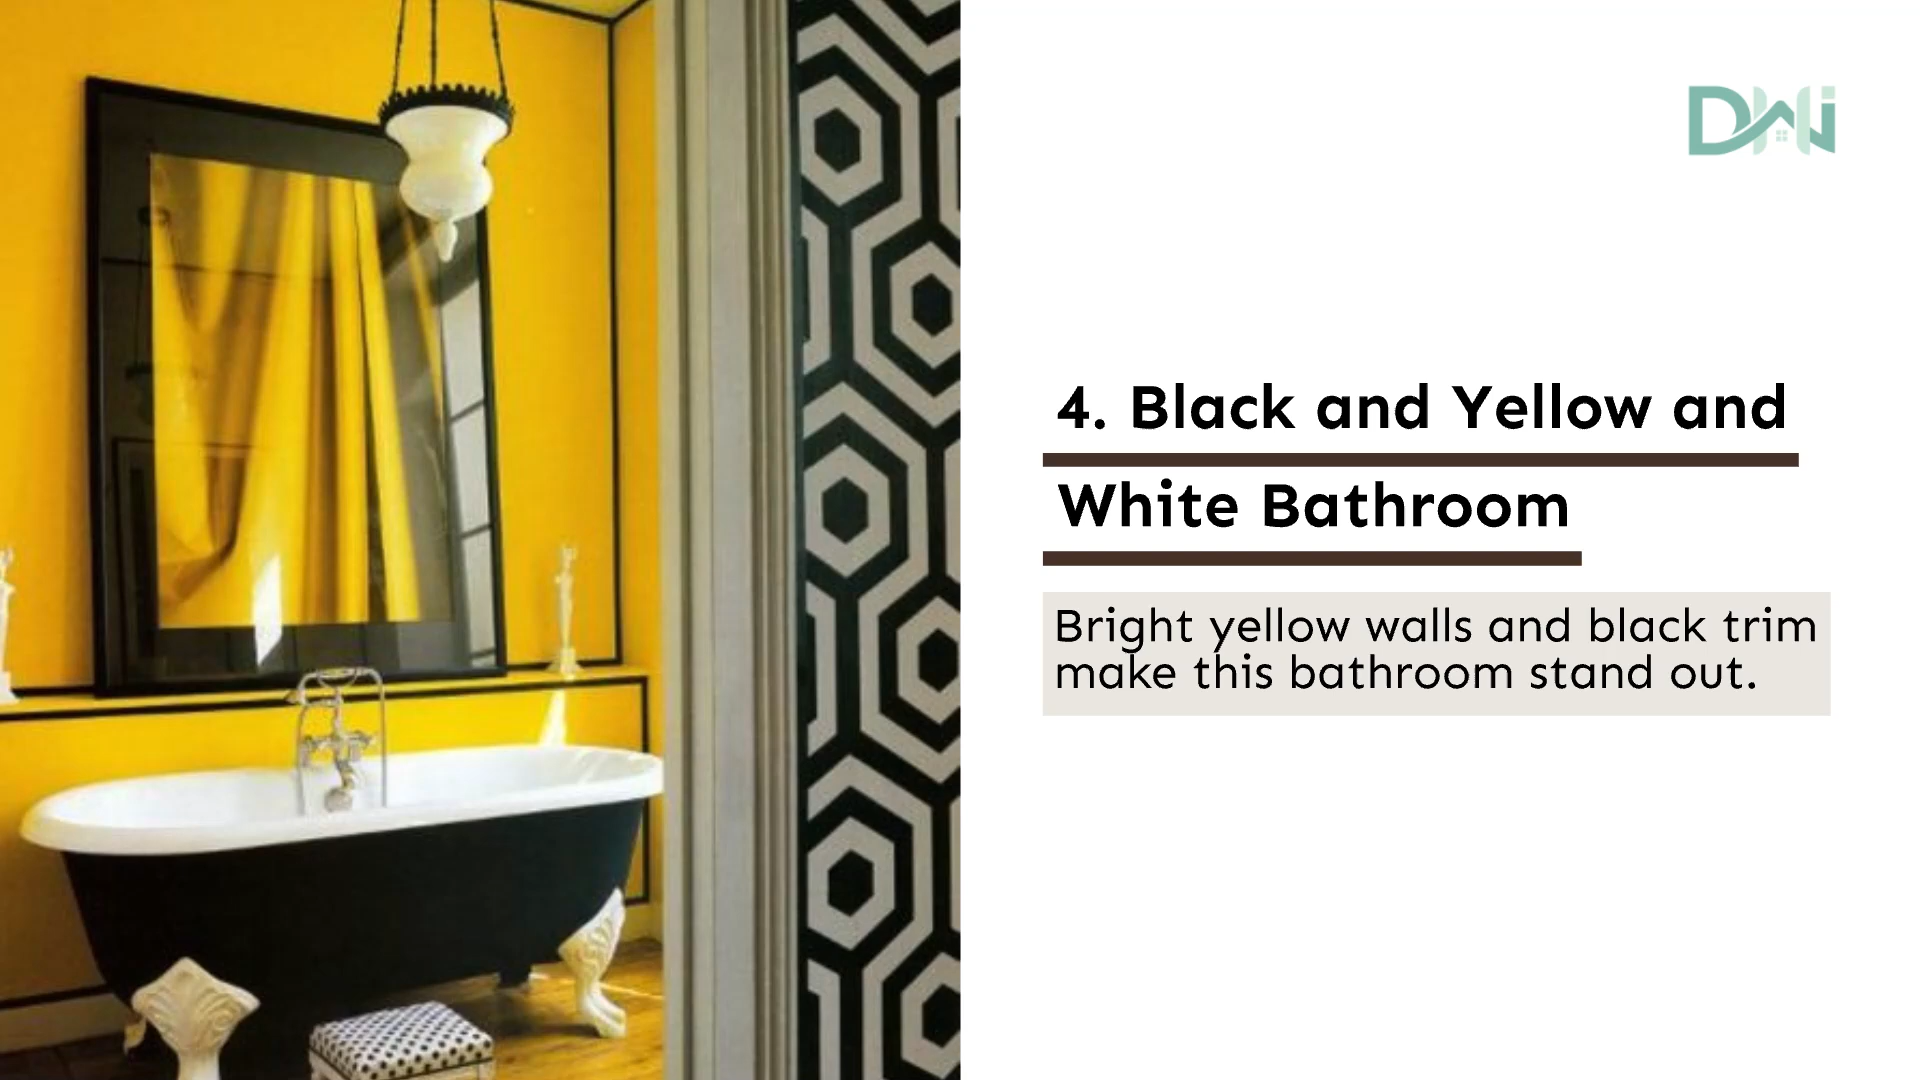 DHI
4. Black and Yellow and
White Bathroom
Bright yellow walls and black trim
make this bathroom stand out.